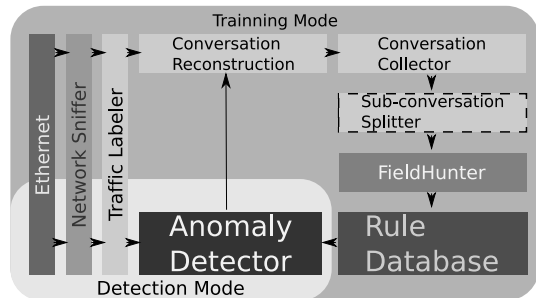 Trainning Mode
Ethernet
Network Sniffer
Traffic Labeler
Conversation
Reconstruction
Conversation
Collector
Sub-conversation
Splitter
FieldHunter
Anomaly
Detector
Rule
Database
Detection Mode